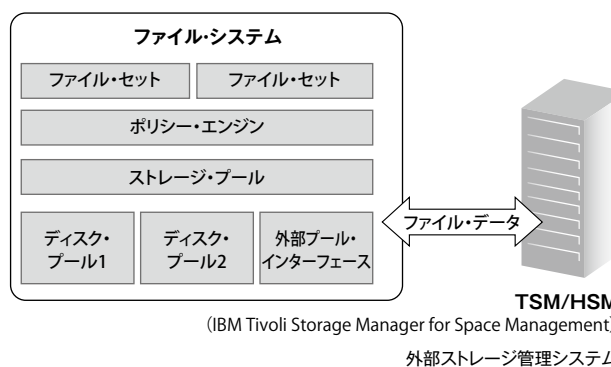 ファイル・システム
ファイル・セット
ファイル・セット
ポリシー・エンジン
ストレージ・プール
ディスク・
プール1
ディスク・
プール2
外部プール・
インターフェース
ファイル・データ
TSM/HSM
(IBM Tivoli Storage Manager for Space Management)
外部ストレージ管理システム